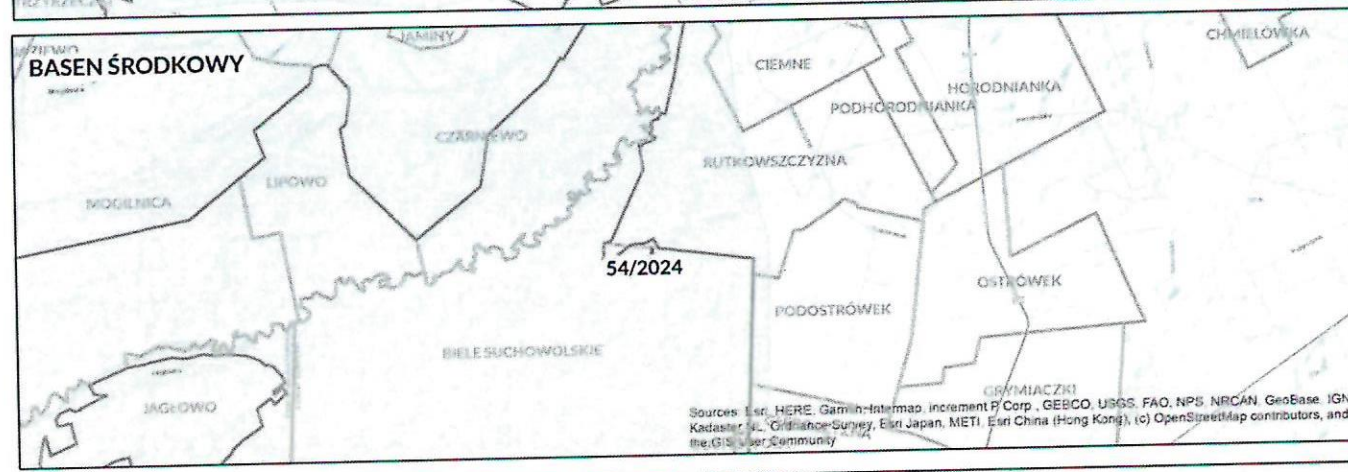 BASEN ŚRODKOWY
JAMINY
CIEMNE
CHMIELÓWKA
HORODNIANKA
PODHORODNIANKA
CZARNIEWO
RUTKOWSZCZYZNA
LIPOWO
MOGILNICA
54/2024
OSTRÓWEK
PODOSTRÓWEK
BIELE SUCHOWOLSKIE
GRYMIACZKI
JAGŁOWO
Sources: Esri, HERE, Garmin, Intermap, increment P Corp., GEBCO, USGS, FAO, NPS, NRCAN, GeoBase, IGN,
Kadaster NL, Ordnance Survey, Esri Japan, METI, Esri China (Hong Kong), (c) OpenStreetMap contributors, and
the GIS User Community